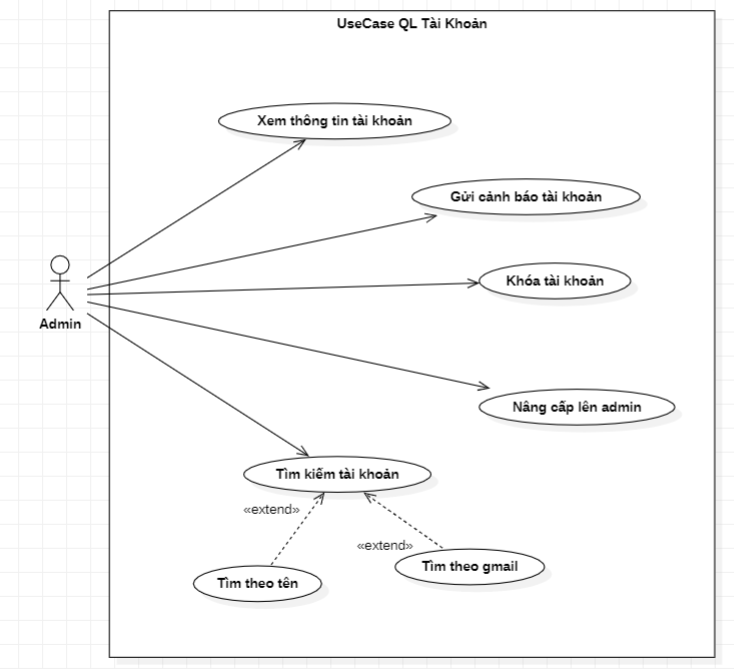 UseCase QL Tài Khoản
Xem thông tin tài khoản
Gửi cảnh báo tài khoản
Khóa tài khoản
Admin
Nâng cấp lên admin
Tìm kiếm tài khoản
«extend»
«extend»
Tìm theo gmail
Tìm theo tên